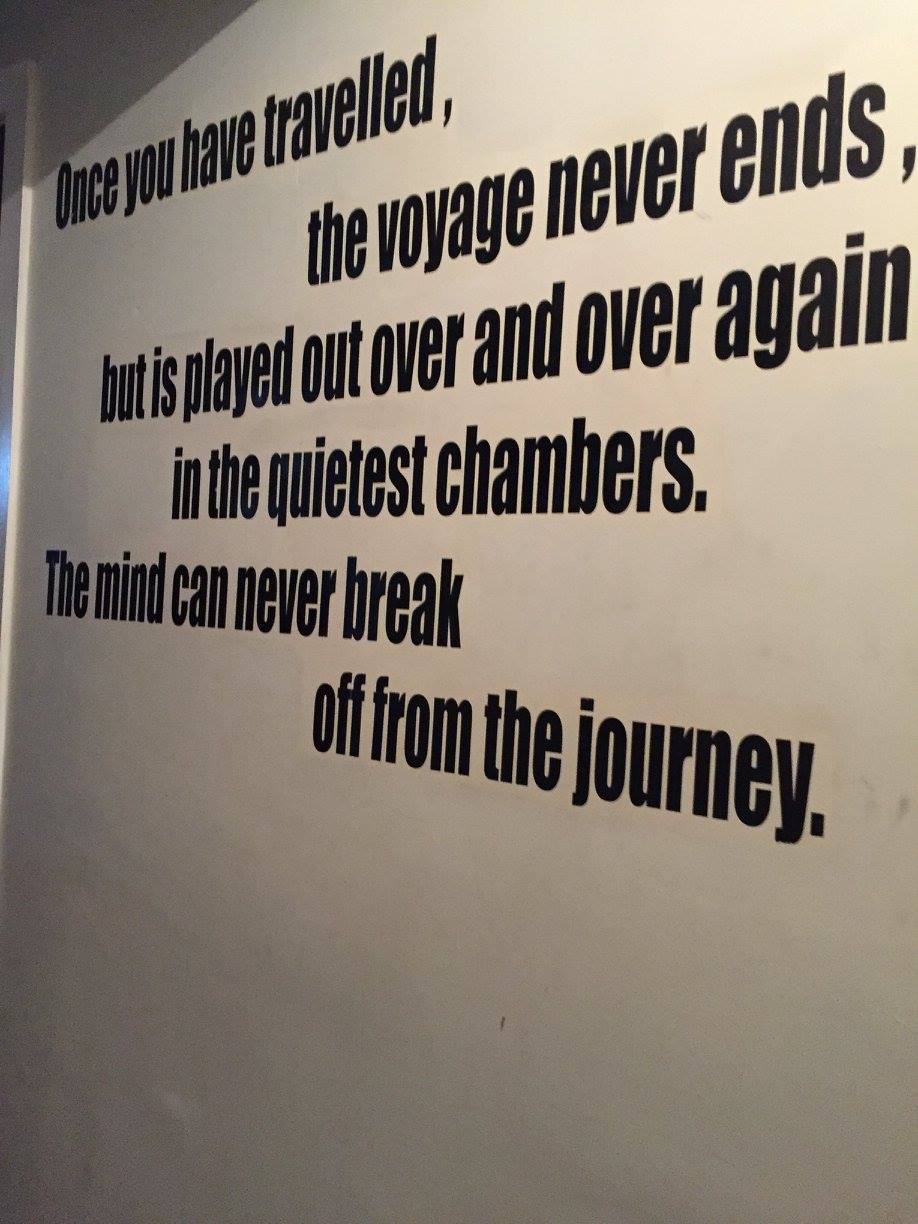 Once you have travelled ,
the voyage never ends ,
but is played out over and over again
in the quietest chambers.
The mind can never break
off from the journey.